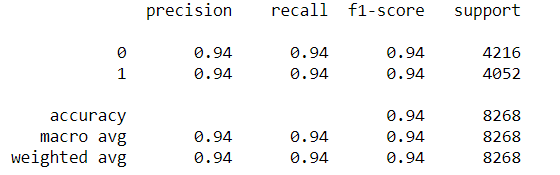 precision recall f1-score support
0 0.94 0.94 0.94 4216
1 0.94 0.94 0.94 4052
accuracy 0.94 8268
macro avg 0.94 0.94 0.94 8268
weighted avg 0.94 0.94 0.94 8268